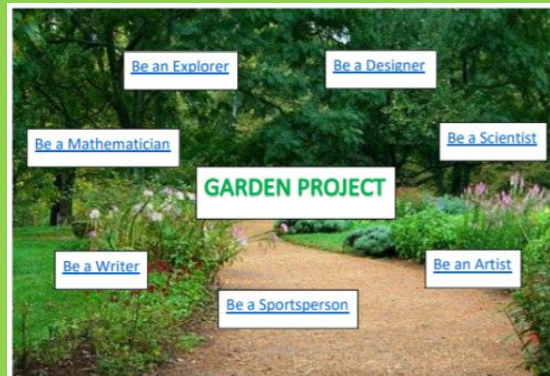 Be an Explorer
Be a Designer
Be a Mathematician
Be a Scientist
GARDEN PROJECT
Be a Writer
Be an Artist
Be a Sportsperson